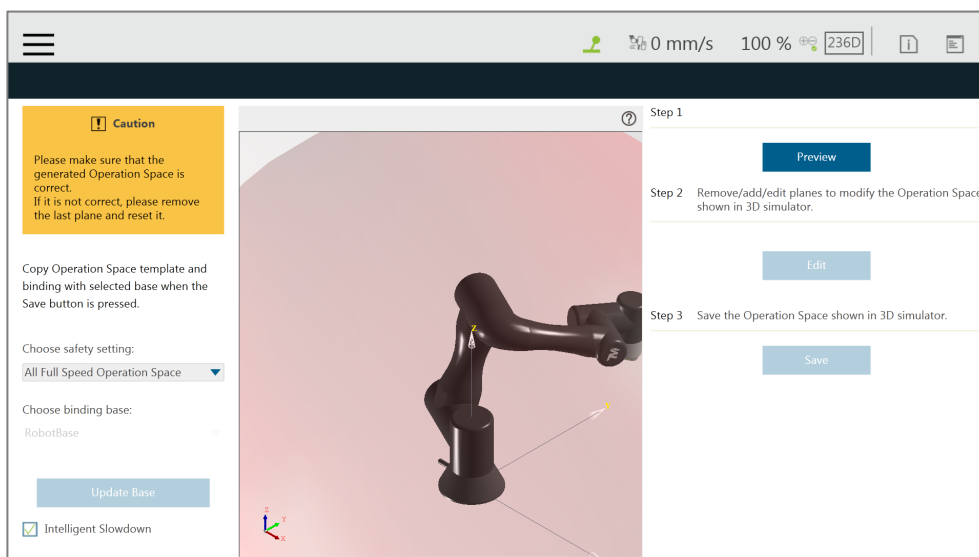 0 mm/s 100 % 236D
Caution
Please make sure that the
generated Operation Space is
correct.
If it is not correct, please remove
the last plane and reset it.
Copy Operation Space template and
binding with selected base when the
Save button is pressed.
Choose safety setting:
All Full Speed Operation Space
Choose binding base:
RobotBase
Update Base
Intelligent Slowdown
Z
Z
Y
X
Step 1
Preview
Step 2 Remove/add/edit planes to modify the Operation Space
shown in 3D simulator.
Edit
Step 3 Save the Operation Space shown in 3D simulator.
Save